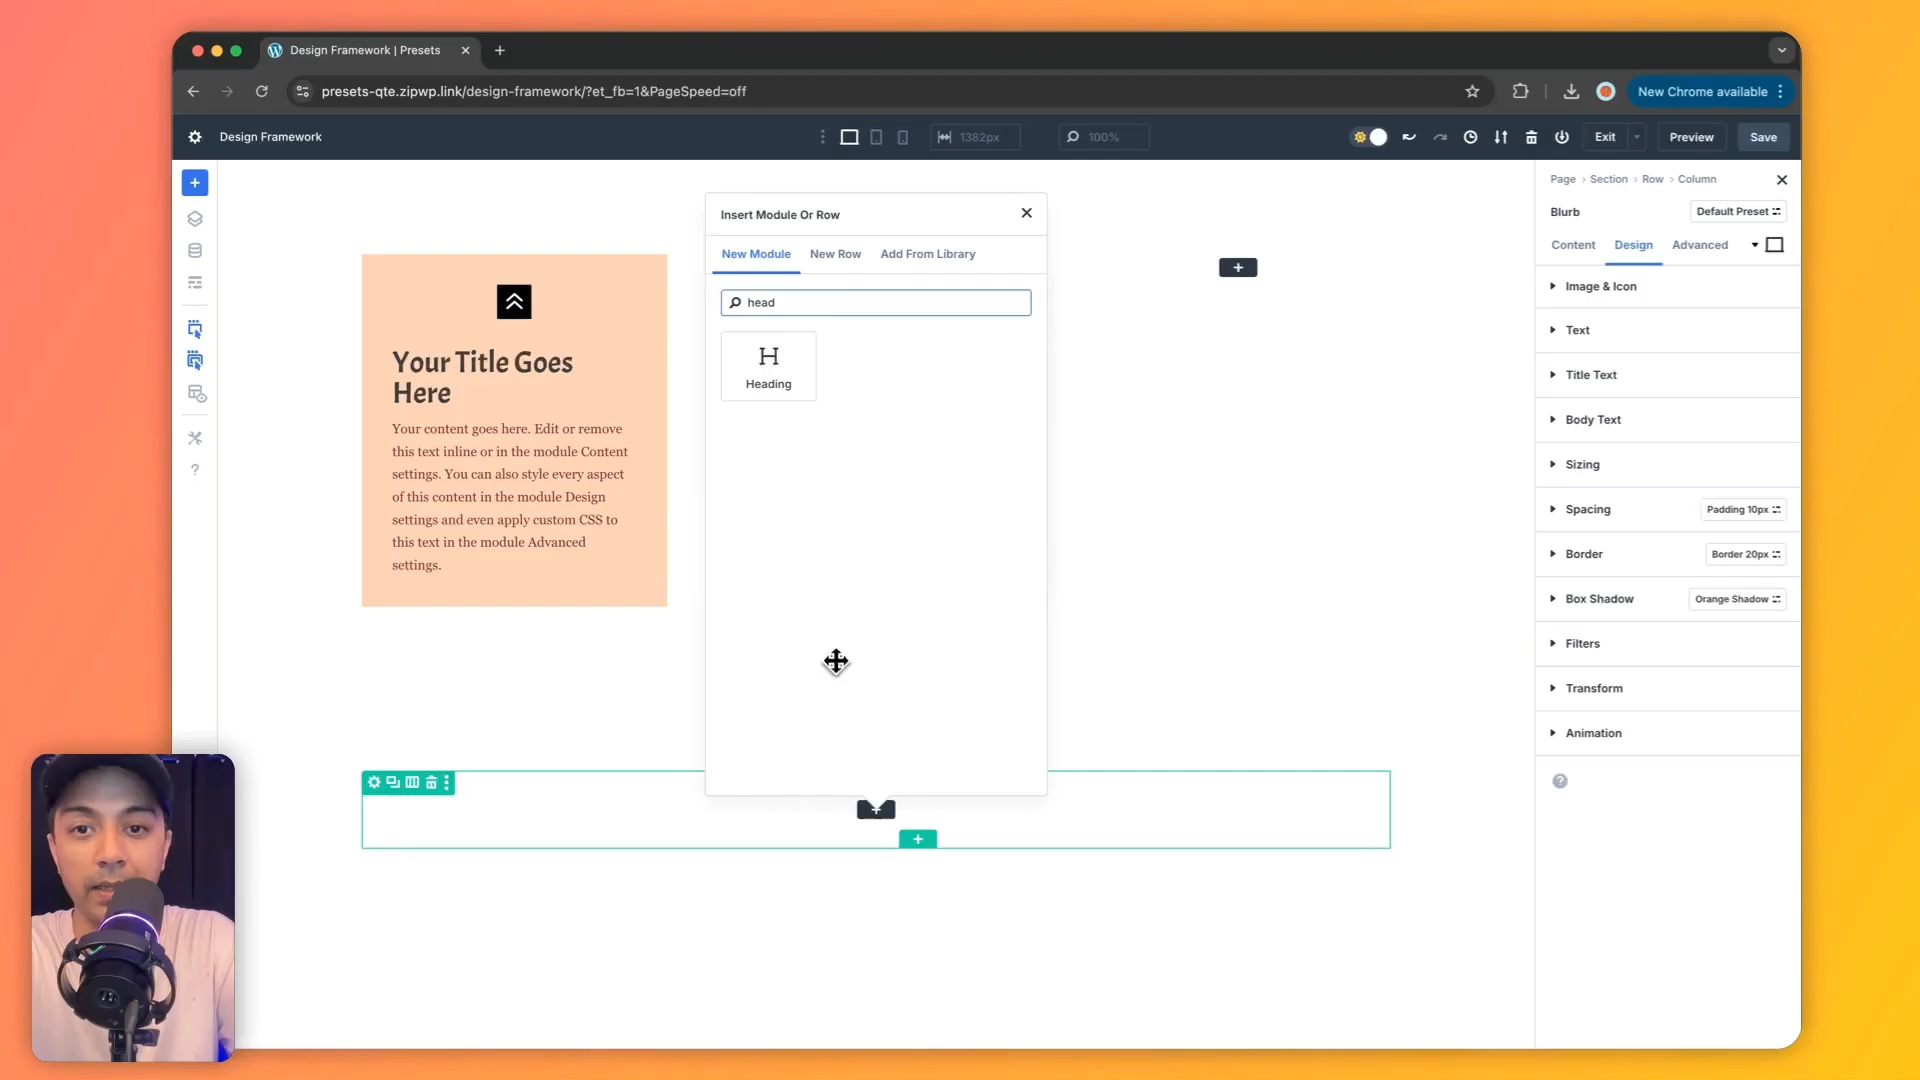 Design Framework | Presets
presets-qte.zipwp.link/design-framework/?et_fb=1&PageSpeed=off
New Chrome available
Design Framework
1382px
100%
Exit
Preview
Save
Page > Section > Row > Column
Blurb
Default Preset
Content
Design
Advanced
Image & Icon
Text
Title Text
Body Text
Sizing
Spacing
Padding 10px
Border
Border 20px
Box Shadow
Orange Shadow
Filters
Transform
Animation
Insert Module Or Row
New Module
New Row
Add From Library
head
Heading
Your Title Goes
Here
Your content goes here. Edit or remove
this text inline or in the module Content
settings. You can also style every aspect
of this content in the module Design
settings and even apply custom CSS to
this text in the module Advanced
settings.